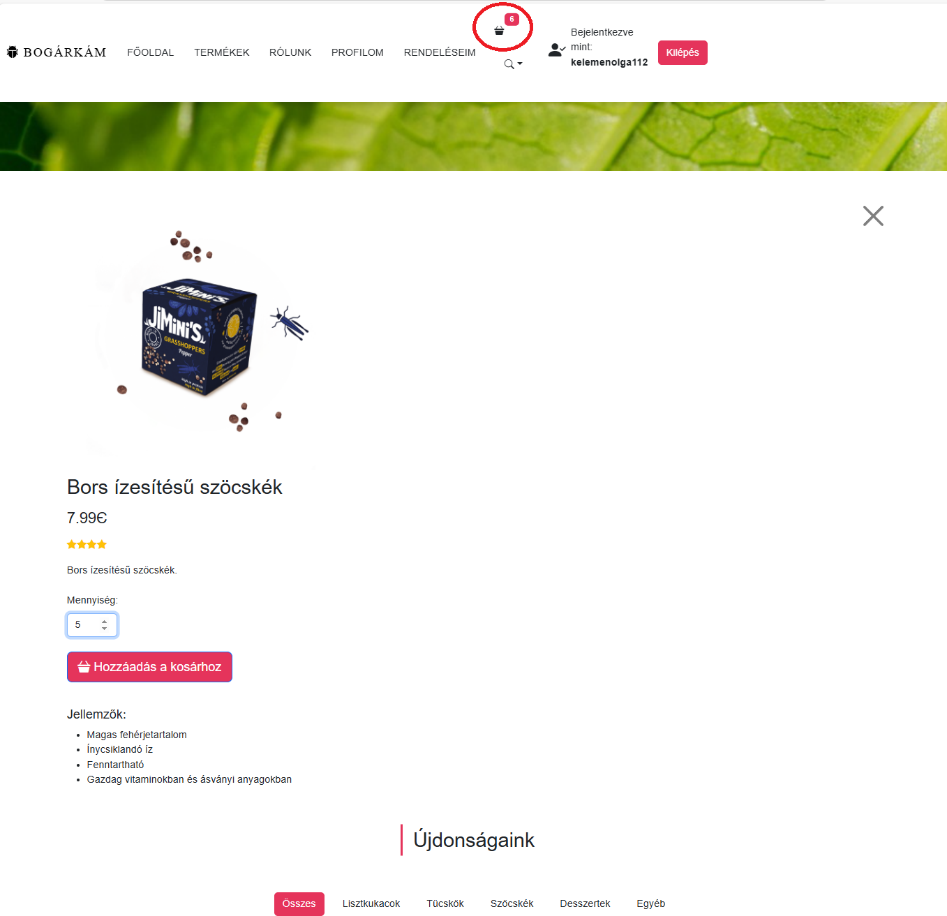 6
Bejelentkezve
mint:
kelemenolga112
BOGÁRKÁM FŐOLDAL TERMÉKEK RÓLUNK PROFILOM RENDELÉSEIM Kilépés
JIMINI'S
GRASSHOPPERS
Pepper
Bors ízesítésű szöcskék
7.99€
Bors ízesítésű szöcskék.
Mennyiség:
5
Hozzáadás a kosárhoz
Jellemzők:
Magas fehérjetartalom
Ínycsiklandó íz
Fenntartható
Gazdag vitaminokban és ásványi anyagokban
Újdonságaink
Összes Lisztkukacok Tücskök Szöcskék Desszertek Egyéb